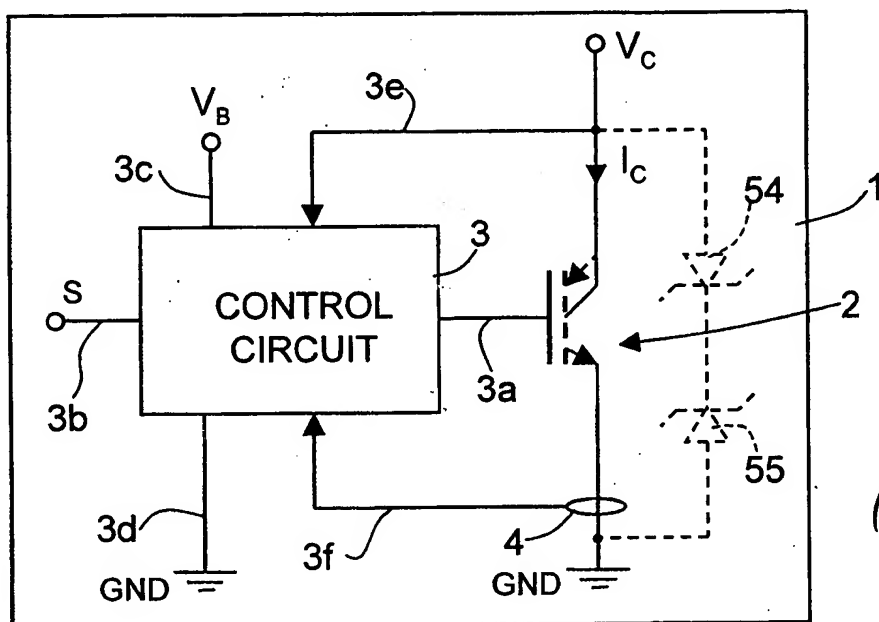 V_C
3e
V_B
3c
I_C
54
1
3
S
CONTROL
CIRCUIT
2
3b
3a
55
3d
3f
4
GND
GND